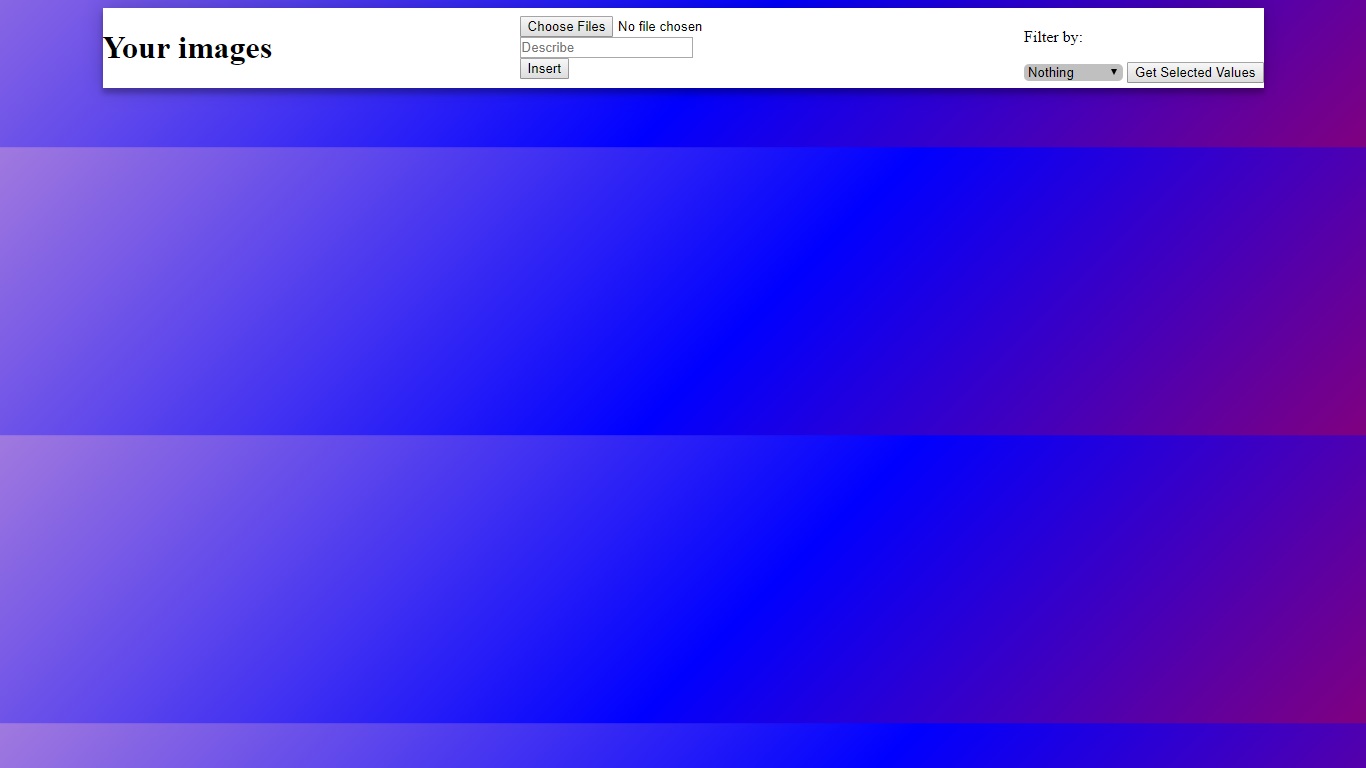 Your images
Choose Files No file chosen
Describe
Insert
Filter by:
Nothing
Get Selected Values